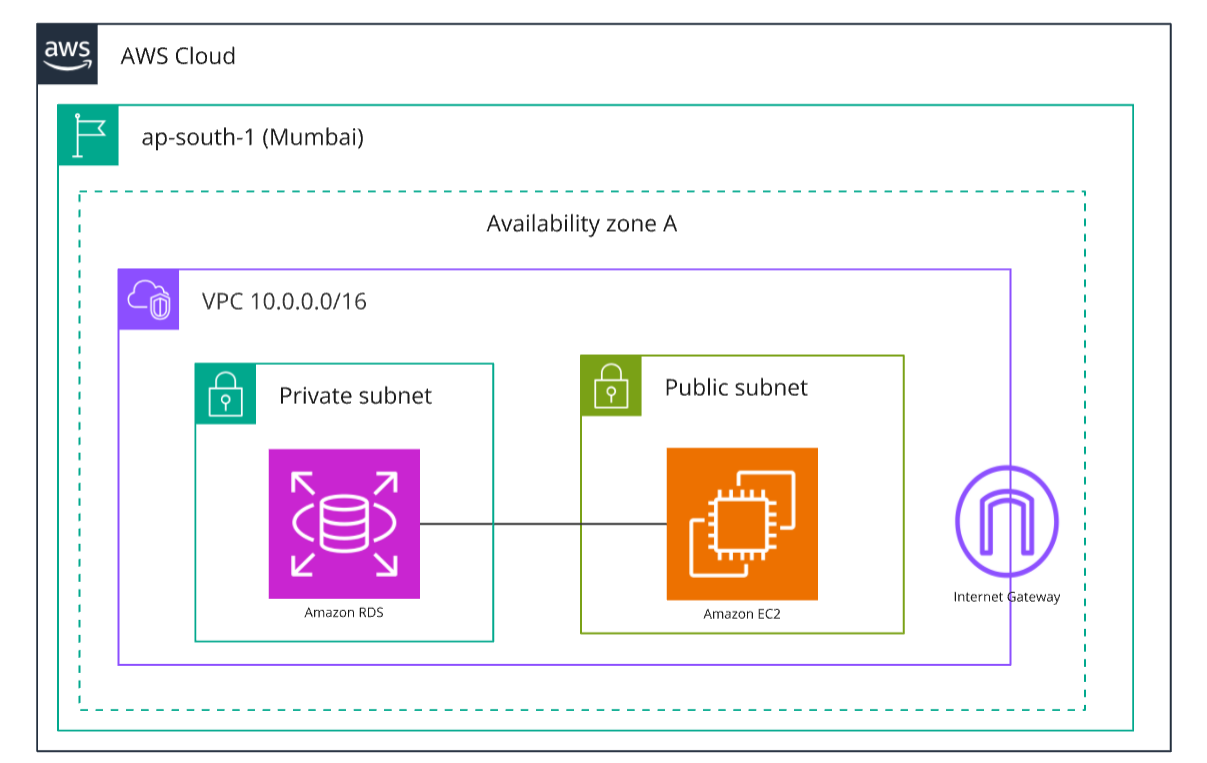 aws
AWS Cloud
ap-south-1 (Mumbai)
Availability zone A
VPC 10.0.0.0/16
Private subnet
Public subnet
Amazon RDS
Amazon EC2
Internet Gateway